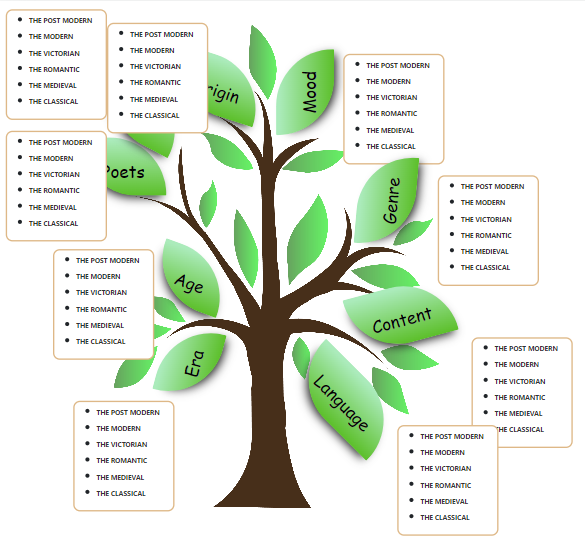 THE POST MODERN
THE MODERN
THE VICTORIAN
THE ROMANTIC
THE MEDIEVAL
THE CLASSICAL
THE POST MODERN
THE MODERN
THE VICTORIAN
THE ROMANTIC
THE MEDIEVAL
THE CLASSICAL
rigin
Mood
THE POST MODERN
THE MODERN
THE VICTORIAN
THE ROMANTIC
THE MEDIEVAL
THE CLASSICAL
THE POST MODERN
THE MODERN
THE VICTORIAN
THE ROMANTIC
THE MEDIEVAL
THE CLASSICAL
Poets
Genre
THE POST MODERN
THE MODERN
THE VICTORIAN
THE ROMANTIC
THE MEDIEVAL
THE CLASSICAL
THE POST MODERN
THE MODERN
THE VICTORIAN
THE ROMANTIC
THE MEDIEVAL
THE CLASSICAL
Age
Content
THE POST MODERN
THE MODERN
THE VICTORIAN
THE ROMANTIC
THE MEDIEVAL
THE CLASSICAL
Era
Language
THE POST MODERN
THE MODERN
THE VICTORIAN
THE ROMANTIC
THE MEDIEVAL
THE CLASSICAL
THE POST MODERN
THE MODERN
THE VICTORIAN
THE ROMANTIC
THE MEDIEVAL
THE CLASSICAL